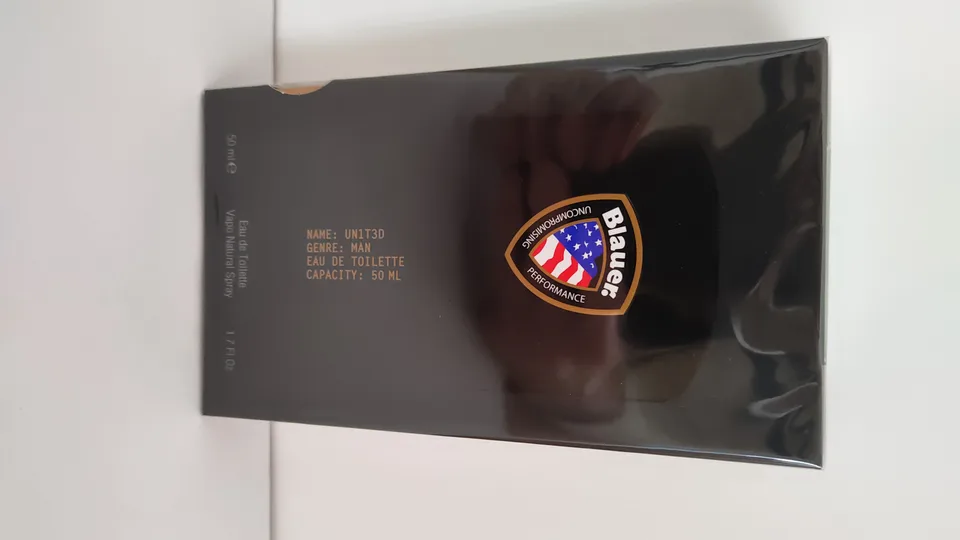 Blauer.
UNCOMPROMISING
PERFORMANCE
NAME: UN1T3D
GENRE: MAN
EAU DE TOILETTE
CAPACITY: 50 ML
50 ml ℮
Eau de Toilette
Vapo Natural Spray
1.7 Fl Oz